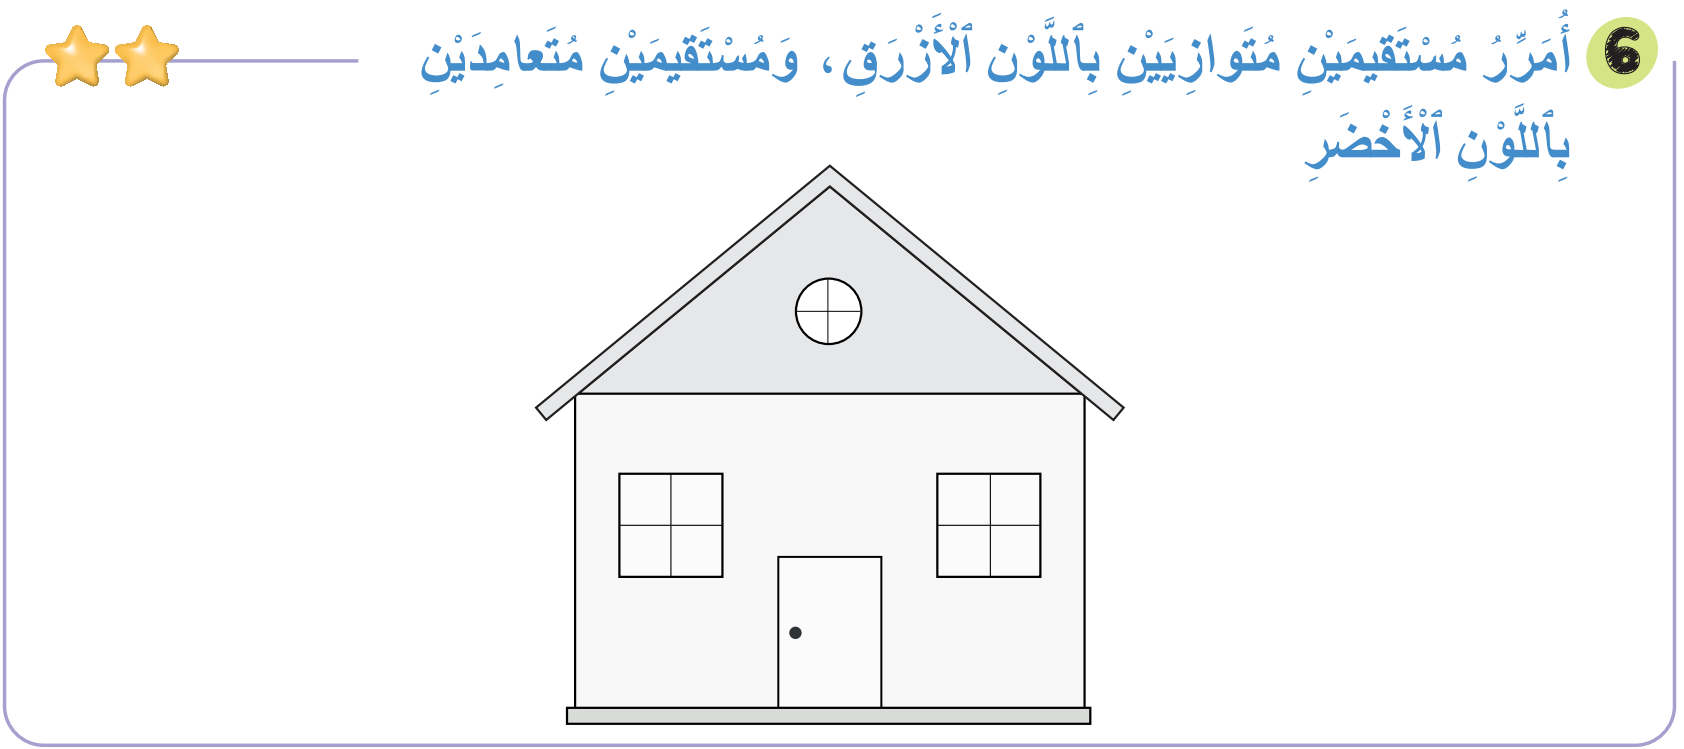 6 أُمَرِّرُ مُسْتَقيمَيْنِ مُتَوازِيَيْنِ بِٱللَّوْنِ ٱلْأَزْرَقِ، وَمُسْتَقيمَيْنِ مُتَعامِدَيْنِ
بِٱللَّوْنِ ٱلْأَخْضَرِ